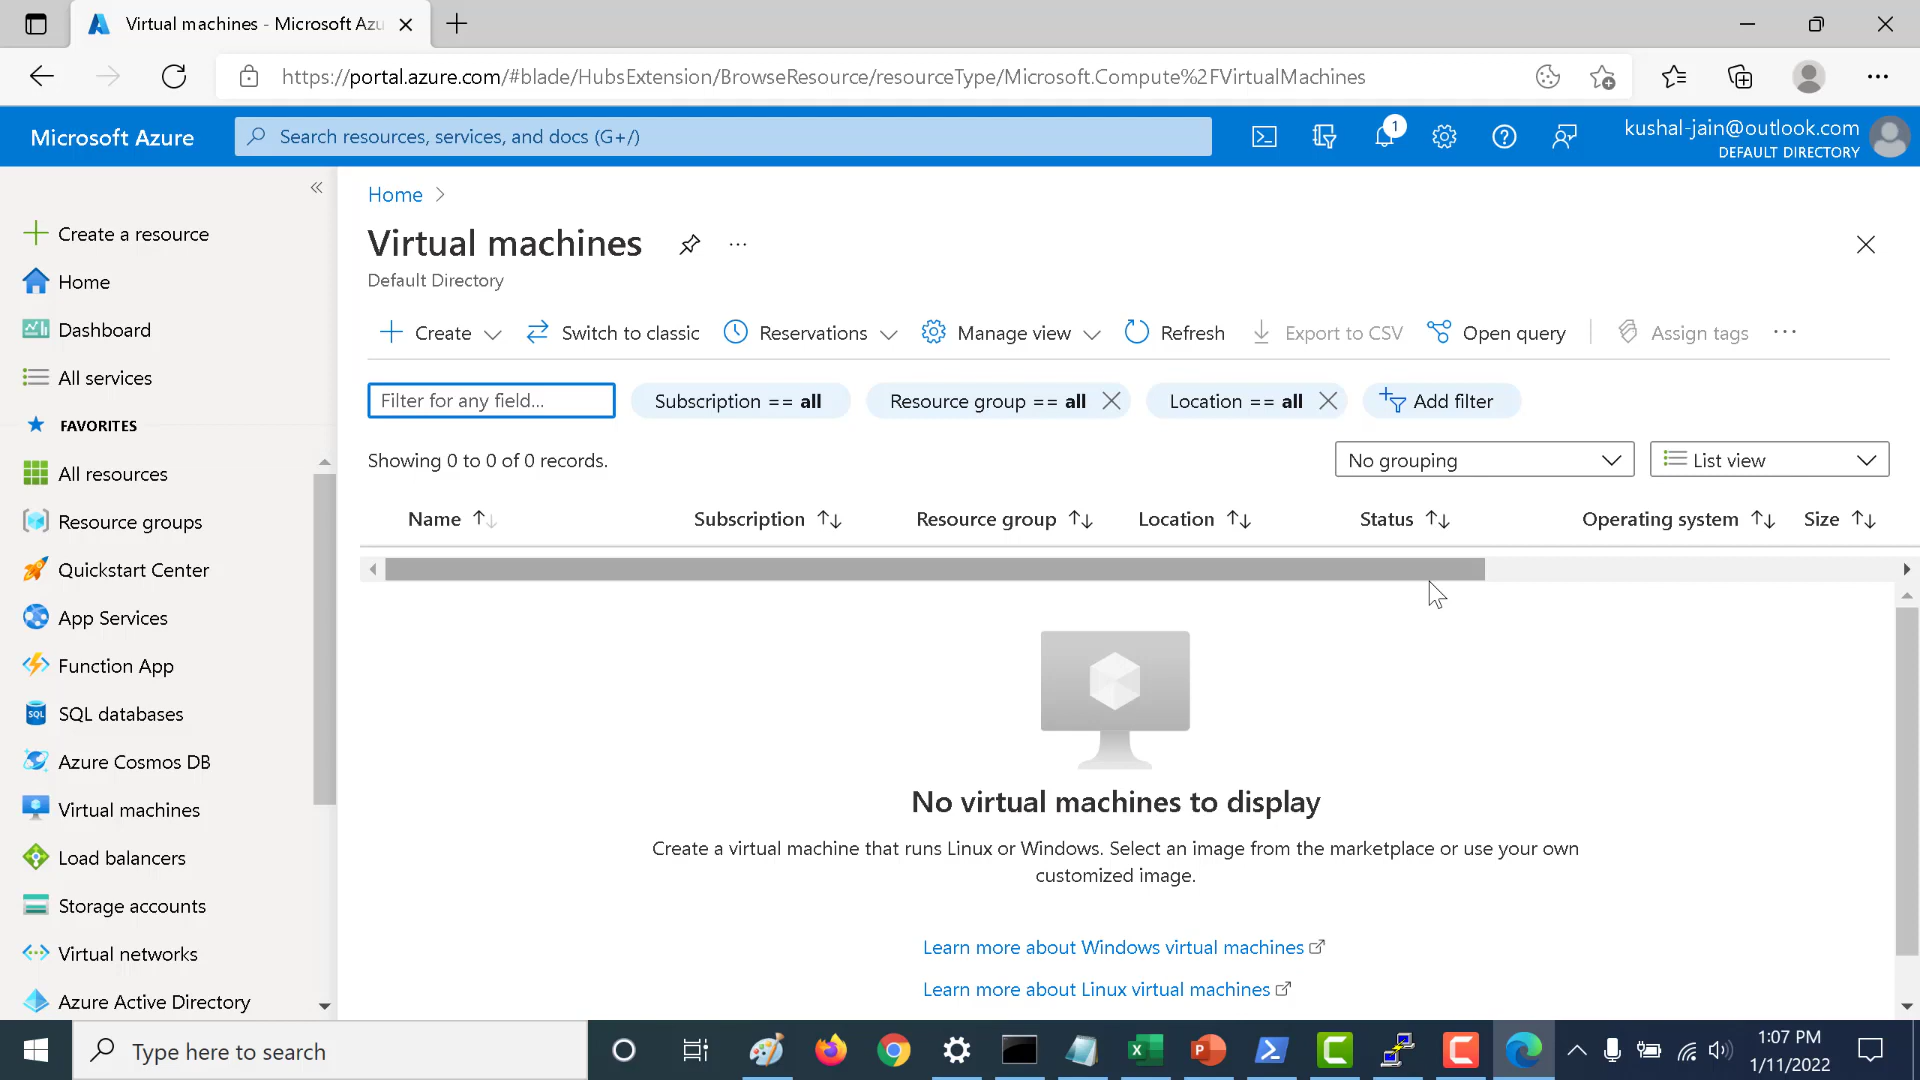 Virtual machines - Microsoft Azu
https://portal.azure.com/#blade/HubsExtension/BrowseResource/resourceType/Microsoft.Compute%2FVirtualMachines
Microsoft Azure
Search resources, services, and docs (G+/)
1
kushal-jain@outlook.com
DEFAULT DIRECTORY
Create a resource
Home
Dashboard
All services
FAVORITES
All resources
Resource groups
Quickstart Center
App Services
Function App
SQL
SQL databases
Azure Cosmos DB
Virtual machines
Load balancers
Storage accounts
Virtual networks
Azure Active Directory
Home
Virtual machines
Default Directory
Create
Switch to classic
Reservations
Manage view
Refresh
Export to CSV
Open query
Assign tags
Filter for any field...
Subscription == all
Resource group == all
Location == all
Add filter
Showing 0 to 0 of 0 records.
No grouping
List view
Name
Subscription
Resource group
Location
Status
Operating system
Size
No virtual machines to display
Create a virtual machine that runs Linux or Windows. Select an image from the marketplace or use your own
customized image.
Learn more about Windows virtual machines
Learn more about Linux virtual machines
Type here to search
1:07 PM
1/11/2022